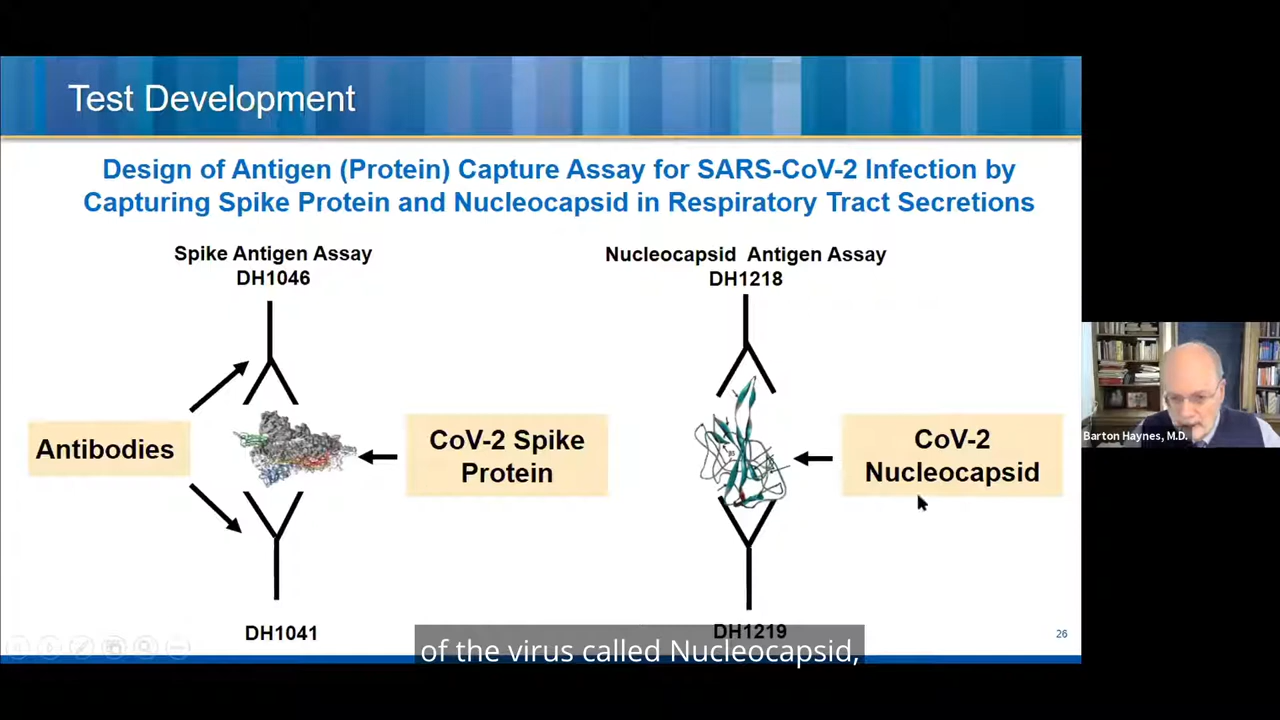 Test Development
Design of Antigen (Protein) Capture Assay for SARS-CoV-2 Infection by
Capturing Spike Protein and Nucleocapsid in Respiratory Tract Secretions
Spike Antigen Assay
DH1046
Nucleocapsid Antigen Assay
DH1218
Antibodies
CoV-2 Spike
Protein
CoV-2
Nucleocapsid
DH1041
DH1219
26
of the virus called Nucleocapsid,
Barton Haynes, M.D.